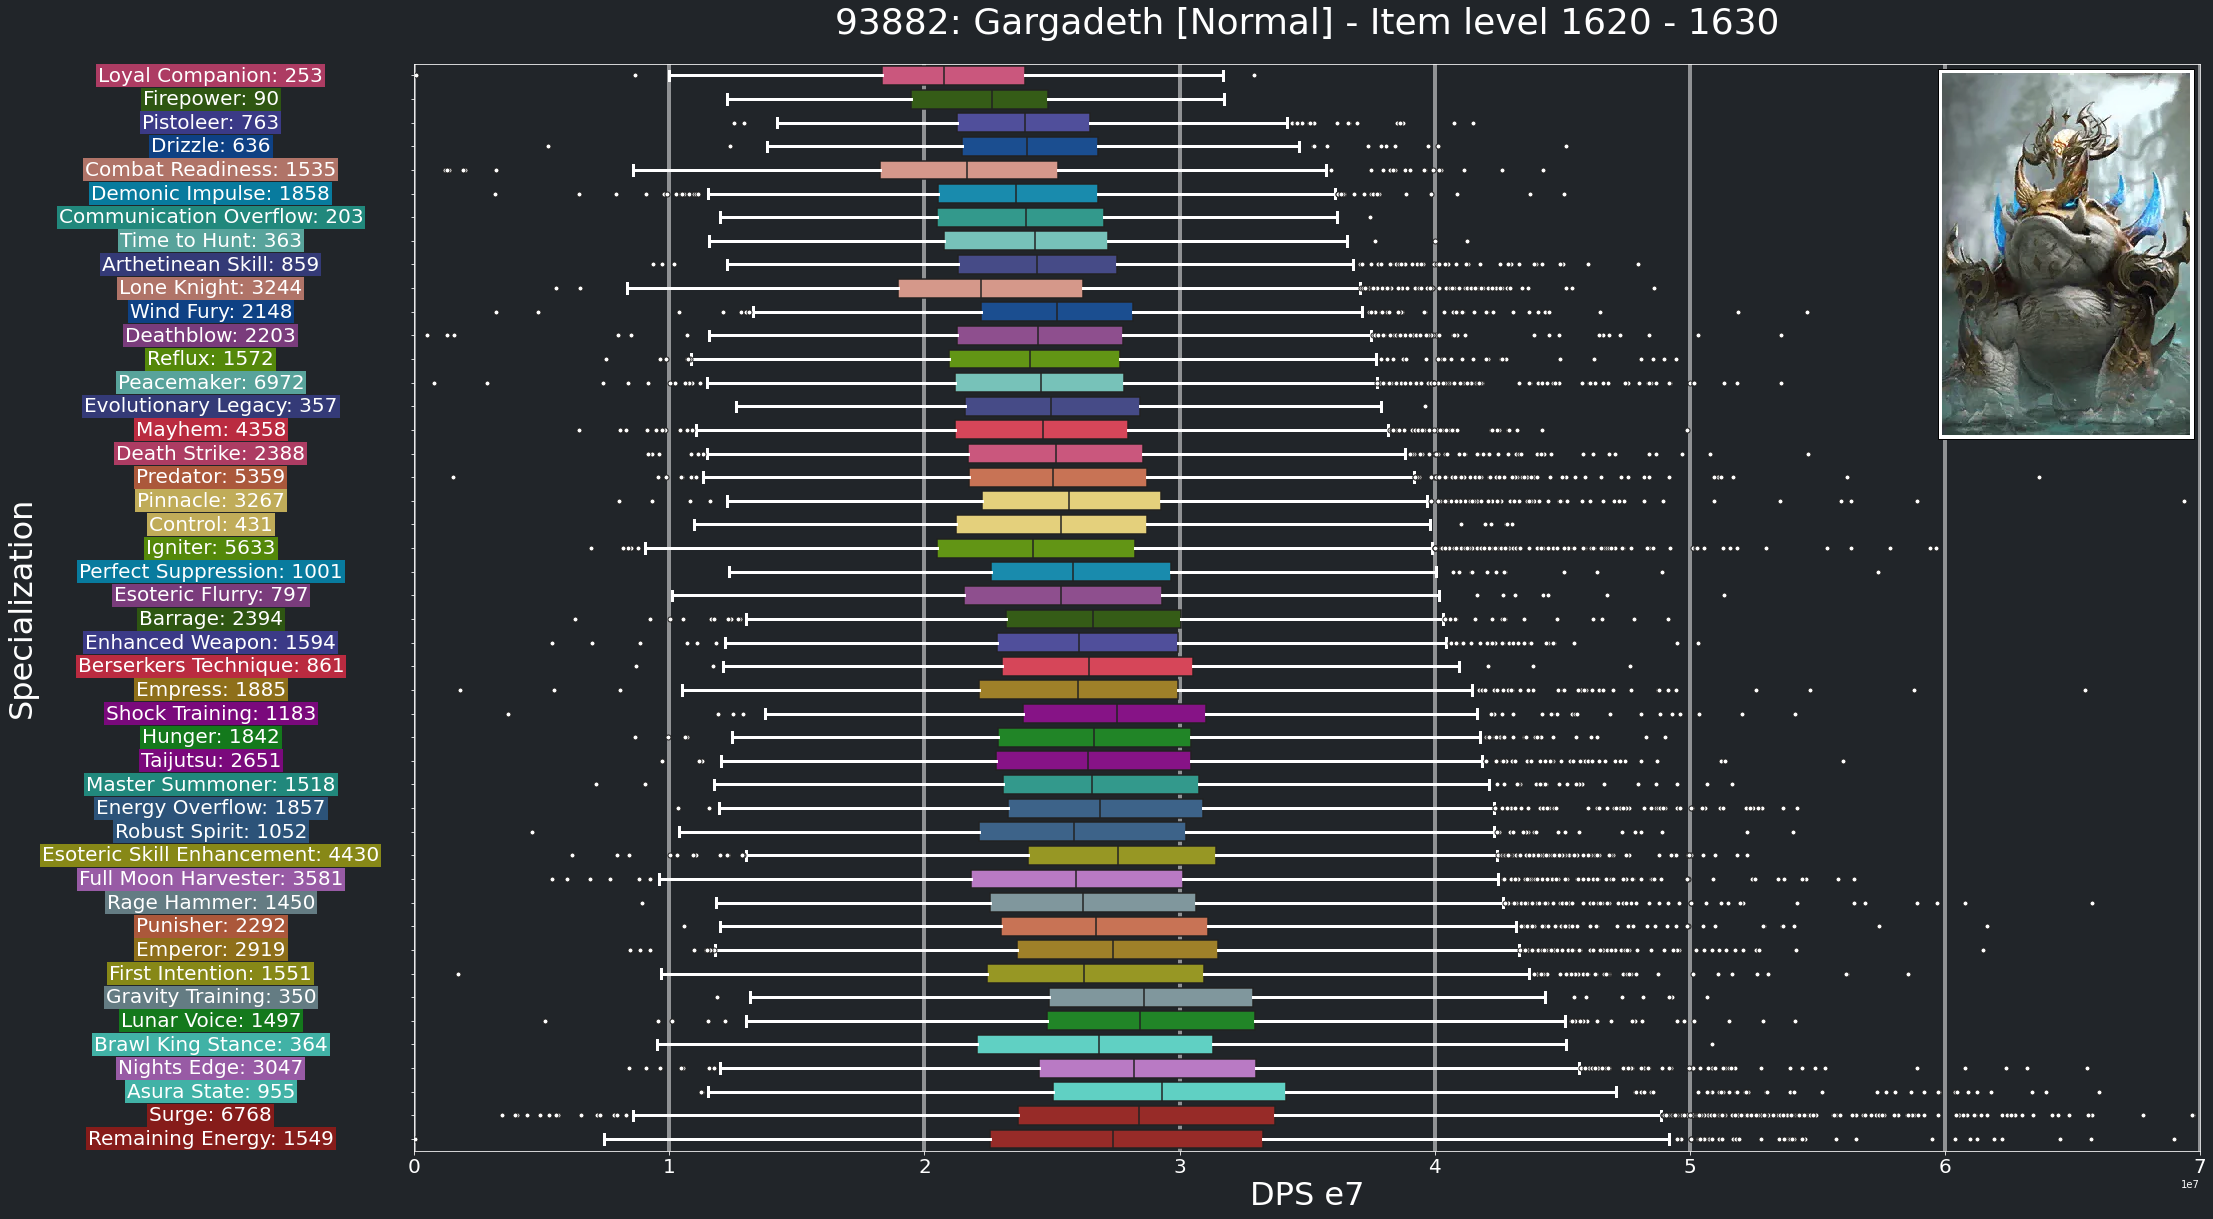 93882: Gargadeth [Normal] - Item level 1620 - 1630
Loyal Companion: 253
Firepower: 90
Pistoleer: 763
Drizzle: 636
Combat Readiness: 1535
Demonic Impulse: 1858
Communication Overflow: 203
Time to Hunt: 363
Arthetinean Skill: 859
Lone Knight: 3244
Wind Fury: 2148
Deathblow: 2203
Reflux: 1572
Peacemaker: 6972
Evolutionary Legacy: 357
Mayhem: 4358
Death Strike: 2388
Predator: 5359
Pinnacle: 3267
Control: 431
Igniter: 5633
Perfect Suppression: 1001
Esoteric Flurry: 797
Barrage: 2394
Enhanced Weapon: 1594
Berserkers Technique: 861
Empress: 1885
Shock Training: 1183
Hunger: 1842
Taijutsu: 2651
Master Summoner: 1518
Energy Overflow: 1857
Robust Spirit: 1052
Esoteric Skill Enhancement: 4430
Full Moon Harvester: 3581
Rage Hammer: 1450
Punisher: 2292
Emperor: 2919
First Intention: 1551
Gravity Training: 350
Lunar Voice: 1497
Brawl King Stance: 364
Nights Edge: 3047
Asura State: 955
Surge: 6768
Remaining Energy: 1549
Specialization
0 1 2 3 4 5 6 7
1e7
DPS e7